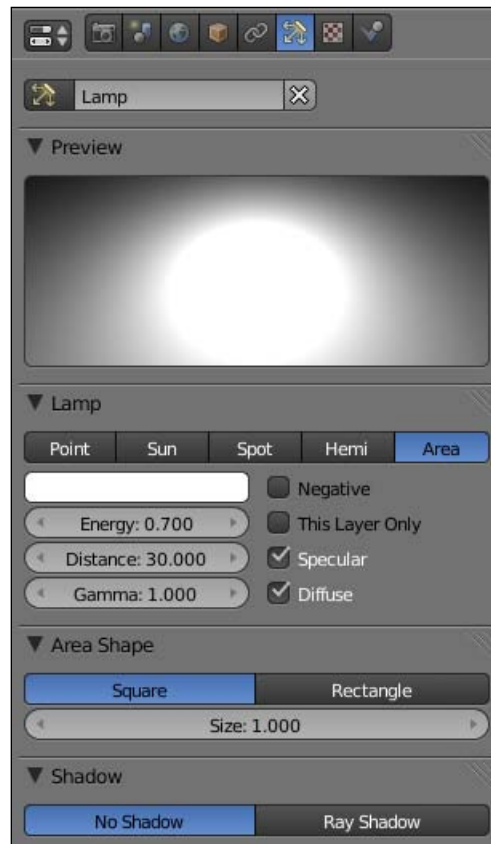 Lamp
Preview
Lamp
Point Sun Spot Hemi Area
Negative
Energy: 0.700 This Layer Only
Distance: 30.000 Specular
Gamma: 1.000 Diffuse
Area Shape
Square Rectangle
Size: 1.000
Shadow
No Shadow Ray Shadow